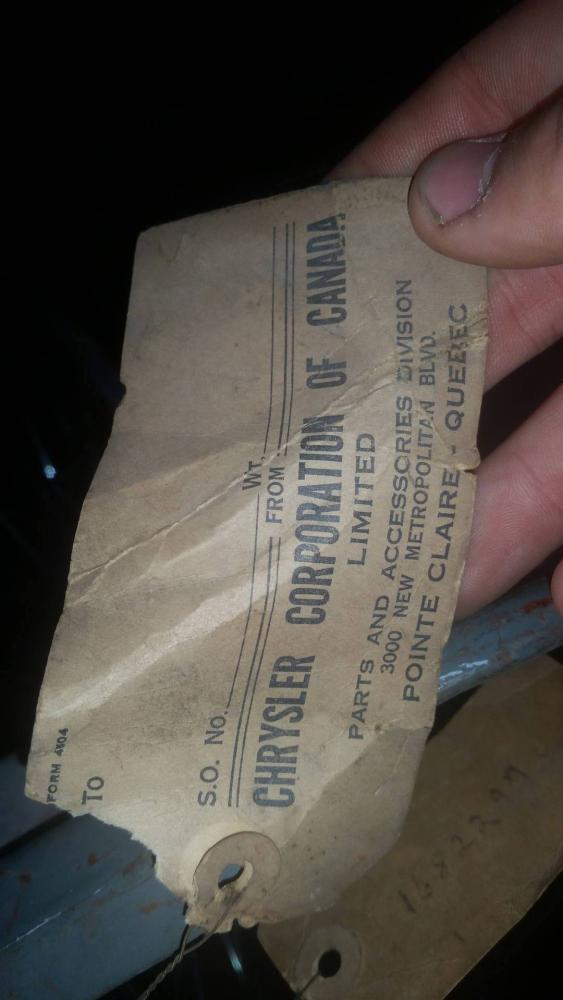 FORM 4104
TO
S.O. No. WT.
FROM
CHRYSLER CORPORATION OF CANADA
LIMITED
PARTS AND ACCESSORIES DIVISION
3000 NEW METROPOLITAN BLVD.
POINTE CLAIRE - QUEBEC